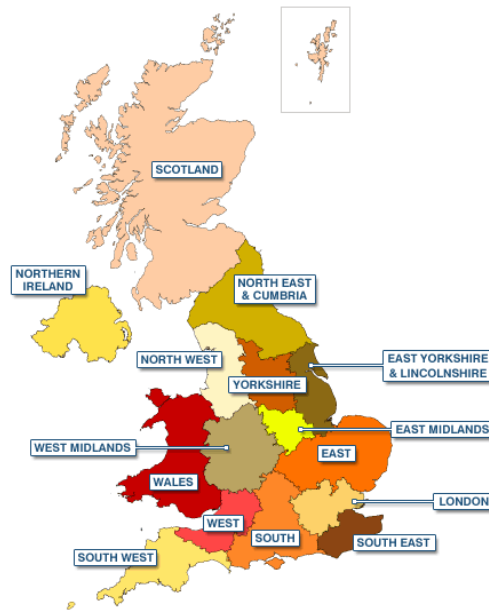 SCOTLAND
NORTHERN
IRELAND
NORTH EAST
& CUMBRIA
NORTH WEST
EAST YORKSHIRE
& LINCOLNSHIRE
YORKSHIRE
EAST MIDLANDS
WEST MIDLANDS
EAST
WALES
LONDON
WEST
SOUTH
SOUTH EAST
SOUTH WEST